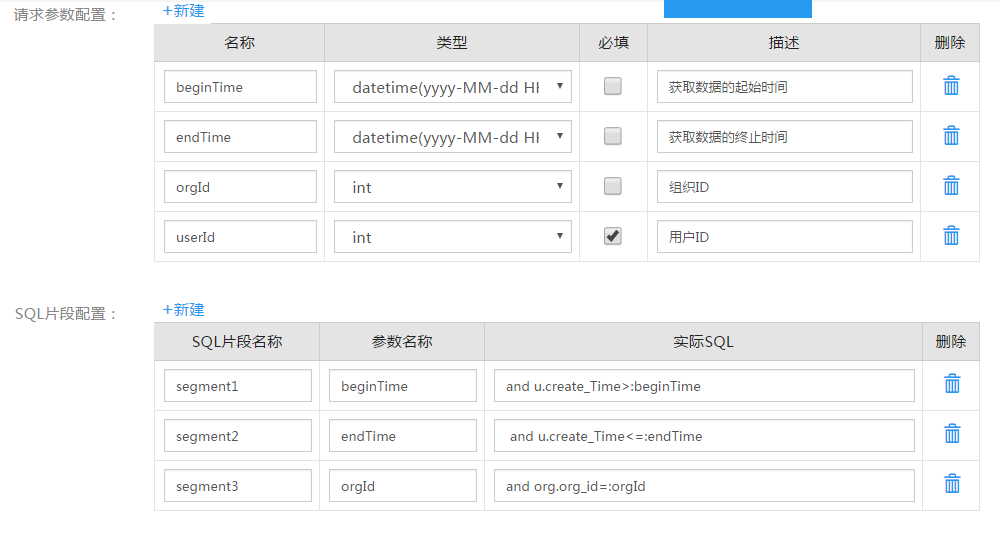 请求参数配置：
+新建
名称 类型 必填 描述 删除
beginTime datetime(yyyy-MM-dd HH 获取数据的起始时间
endTime datetime(yyyy-MM-dd HH 获取数据的终止时间
orgId int 组织ID
userId int 用户ID
SQL片段配置：
+新建
SQL片段名称 参数名称 实际SQL 删除
segment1 beginTime and u.create_Time>:beginTime
segment2 endTime and u.create_Time<=:endTime
segment3 orgId and org.org_id=:orgId